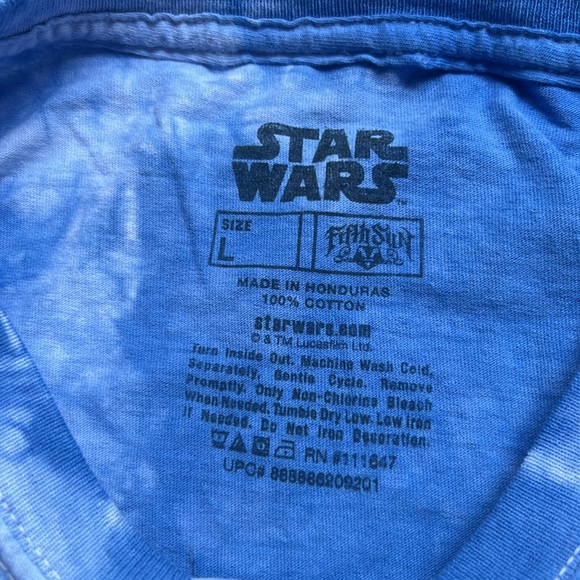 STAR
WARS™
SIZE
L
Fifth Sun
MADE IN HONDURAS
100% COTTON
starwars.com
© & TM Lucasfilm Ltd.
Turn Inside Out. Machine Wash Cold,
Separately, Gentle Cycle. Remove
Promptly. Only Non-Chlorine Bleach
When Needed. Tumble Dry Low. Low Iron
If Needed. Do Not Iron Decoration.
RN #111647
UPC# 885686209201